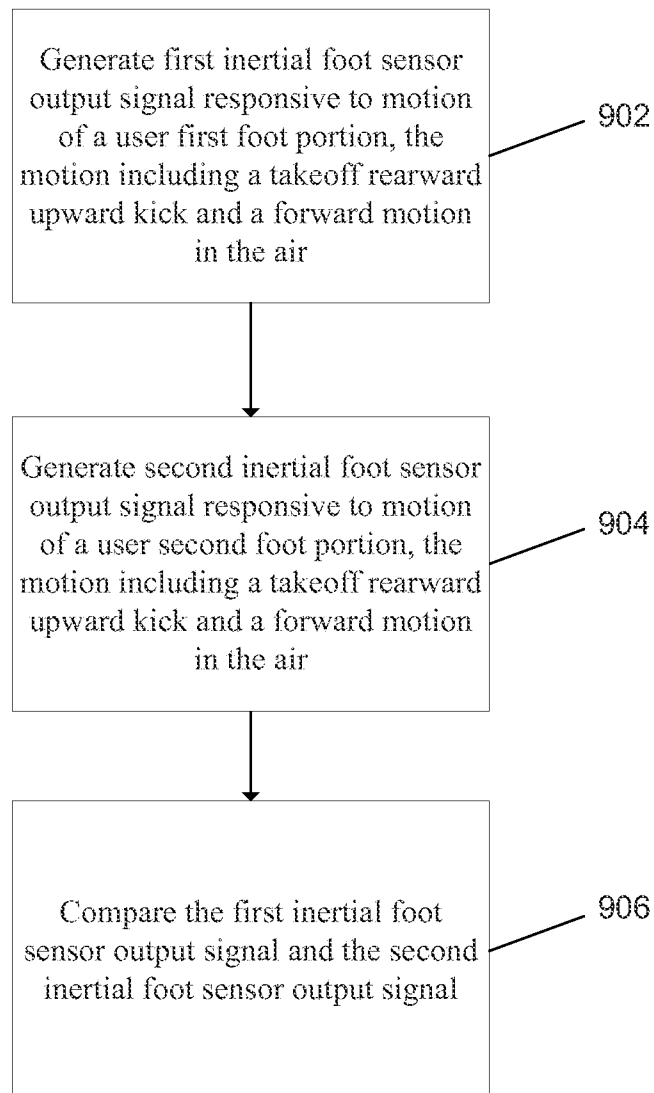 Generate first inertial foot sensor
output signal responsive to motion
of a user first foot portion, the
motion including a takeoff rearward
upward kick and a forward motion
in the air
902
Generate second inertial foot sensor
output signal responsive to motion
of a user second foot portion, the
motion including a takeoff rearward
upward kick and a forward motion
in the air
904
Compare the first inertial foot
sensor output signal and the second
inertial foot sensor output signal
906